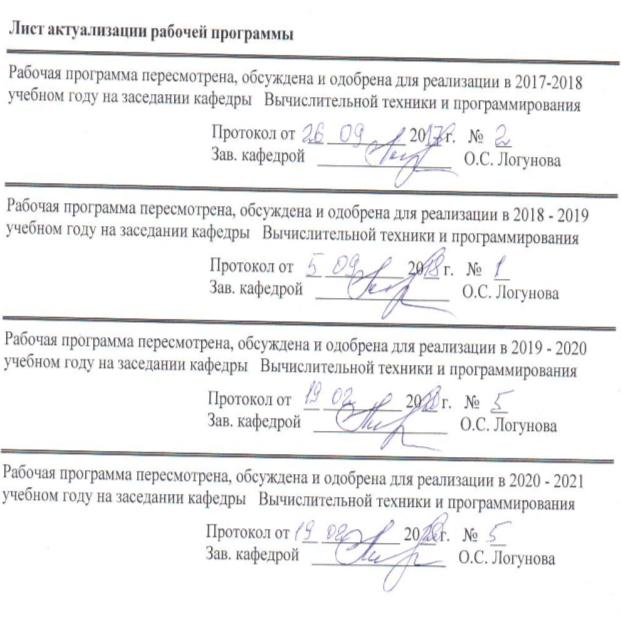 Лист актуализации рабочей программы
Рабочая программа пересмотрена, обсуждена и одобрена для реализации в 2017-2018
учебном году на заседании кафедры Вычислительной техники и программирования
Протокол от 26 09 2017 г. № 2
Зав. кафедрой О.С. Логунова
Рабочая программа пересмотрена, обсуждена и одобрена для реализации в 2018 - 2019
учебном году на заседании кафедры Вычислительной техники и программирования
Протокол от 5 09 2018 г. № 1
Зав. кафедрой О.С. Логунова
Рабочая программа пересмотрена, обсуждена и одобрена для реализации в 2019 - 2020
учебном году на заседании кафедры Вычислительной техники и программирования
Протокол от 19 02 20 г. № 5
Зав. кафедрой О.С. Логунова
Рабочая программа пересмотрена, обсуждена и одобрена для реализации в 2020 - 2021
учебном году на заседании кафедры Вычислительной техники и программирования
Протокол от 19 02 20 г. № 5
Зав. кафедрой О.С. Логунова